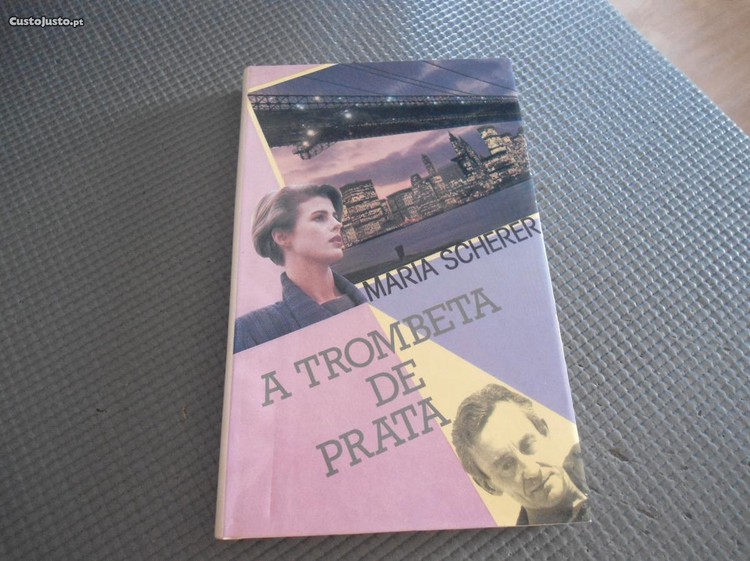 CustoJusto.pt
MARIA SCHERER
A TROMBETA
DE
PRATA